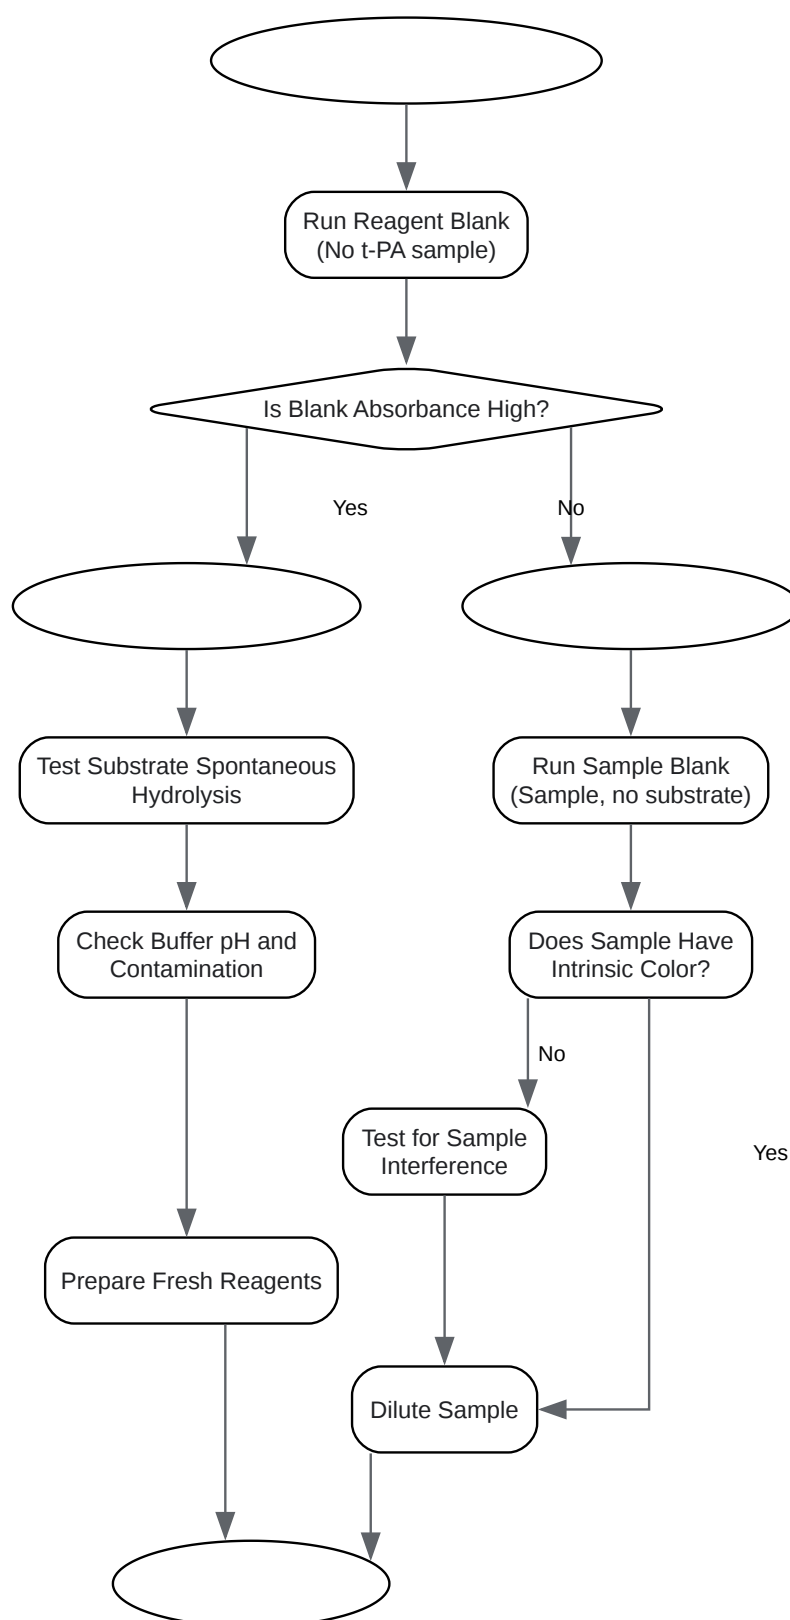 Run Reagent Blank
(No t-PA sample)
Is Blank Absorbance High?
Yes
No
Test Substrate Spontaneous
Hydrolysis
Run Sample Blank
(Sample, no substrate)
Check Buffer pH and
Contamination
Does Sample Have
Intrinsic Color?
No
Test for Sample
Interference
Yes
Prepare Fresh Reagents
Dilute Sample